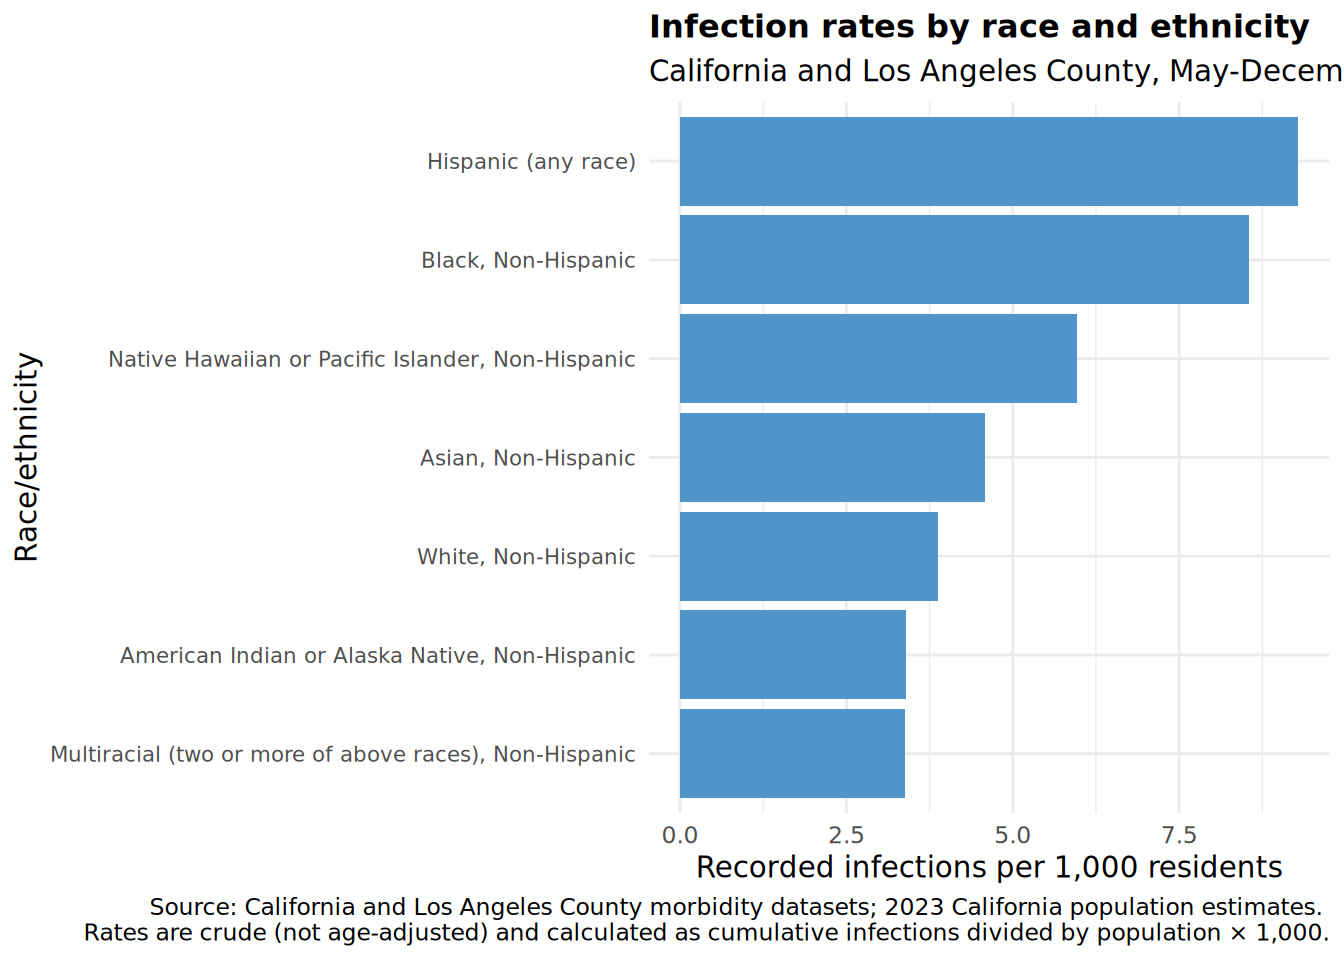 Infection rates by race and ethnicity
California and Los Angeles County, May-Decem
Hispanic (any race)
Black, Non-Hispanic
Native Hawaiian or Pacific Islander, Non-Hispanic
Asian, Non-Hispanic
White, Non-Hispanic
American Indian or Alaska Native, Non-Hispanic
Multiracial (two or more of above races), Non-Hispanic
Race/ethnicity
0.0 2.5 5.0 7.5
Recorded infections per 1,000 residents
Source: California and Los Angeles County morbidity datasets; 2023 California population estimates.
Rates are crude (not age-adjusted) and calculated as cumulative infections divided by population × 1,000.